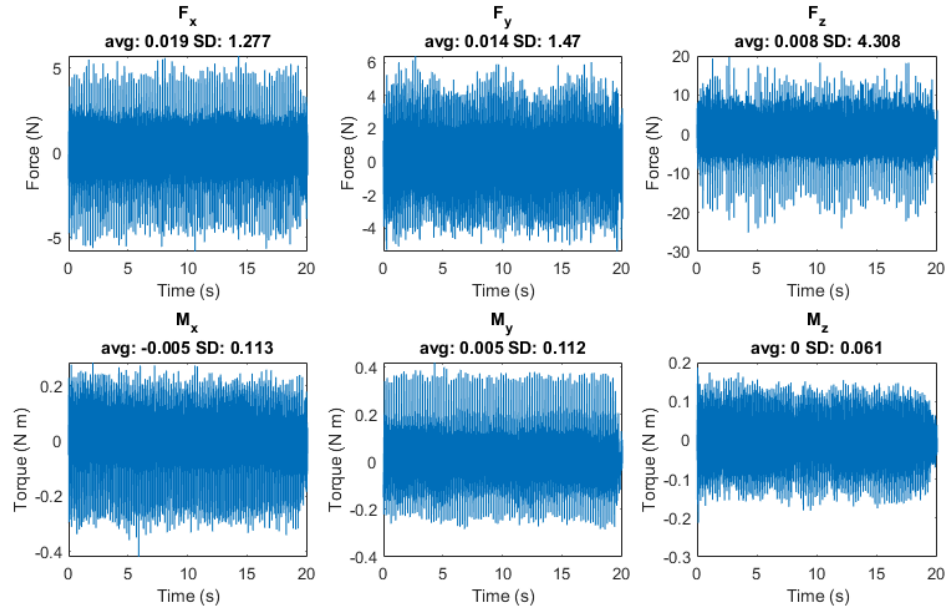 F_x
avg: 0.019 SD: 1.277
5
0
-5
Force (N)
0 5 10 15 20
Time (s)
F_y
avg: 0.014 SD: 1.47
6
4
2
0
-2
-4
Force (N)
0 5 10 15 20
Time (s)
F_z
avg: 0.008 SD: 4.308
20
10
0
-10
-20
-30
Force (N)
0 5 10 15 20
Time (s)
M_x
avg: -0.005 SD: 0.113
0.2
0
-0.2
-0.4
Torque (N m)
0 5 10 15 20
Time (s)
M_y
avg: 0.005 SD: 0.112
0.4
0.2
0
-0.2
-0.4
Torque (N m)
0 5 10 15 20
Time (s)
M_z
avg: 0 SD: 0.061
0.2
0.1
0
-0.1
-0.2
-0.3
Torque (N m)
0 5 10 15 20
Time (s)